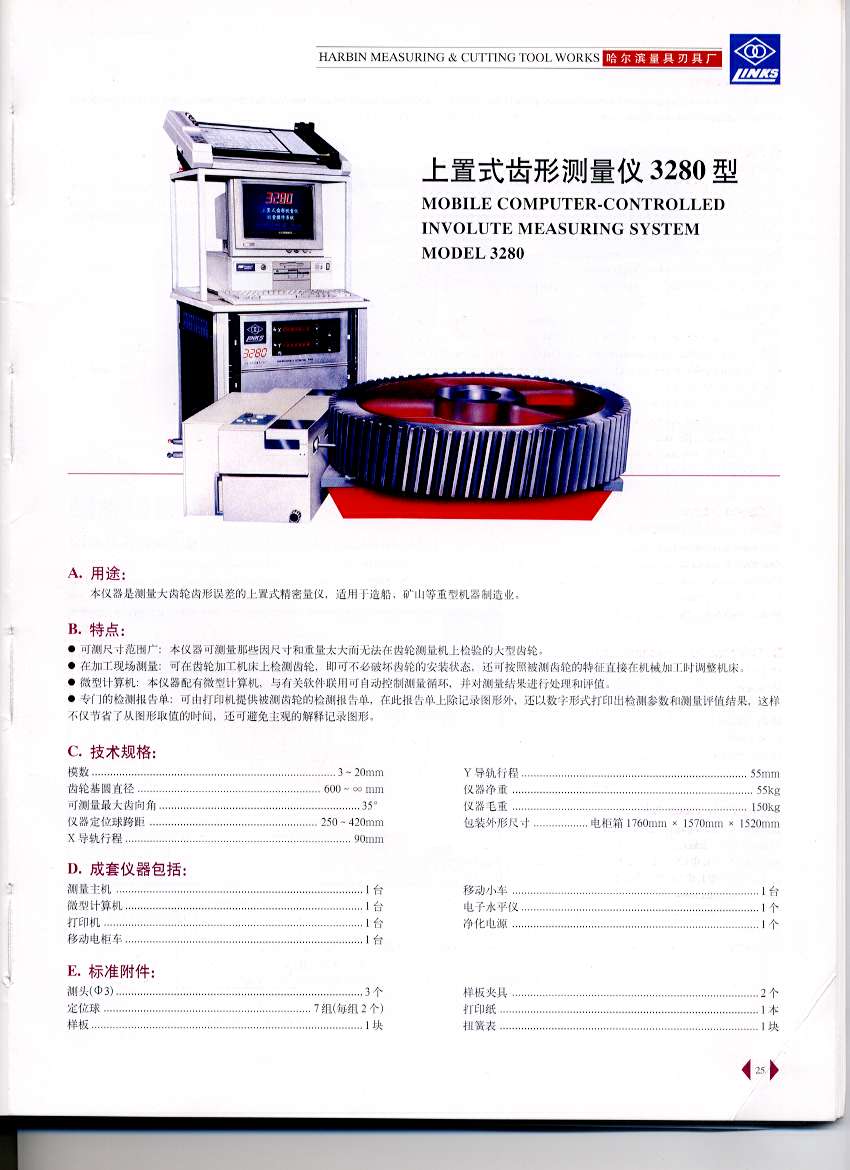 HARBIN MEASURING & CUTTING TOOL WORKS 哈尔滨量具刃具厂
LINKS
上置式齿形测量仪 3280 型
MOBILE COMPUTER-CONTROLLED
INVOLUTE MEASURING SYSTEM
MODEL 3280
3280
LINKS
3280
A. 用途:
本仪器是测量大齿轮齿形误差的上置式精密量仪，适用于造船、矿山等重型机器制造业。
B. 特点:
● 可测尺寸范围广：本仪器可测量那些因尺寸和重量太大而无法在齿轮测量机上检验的大型齿轮。
● 在加工现场测量：可在齿轮加工机床上检测齿轮，即可不必破坏齿轮的安装状态，还可按照被测齿轮的特征直接在机械加工时调整机床。
● 微型计算机：本仪器配有微型计算机，与有关软件联用可自动控制测量循环，并对测量结果进行处理和评值。
● 专门的检测报告单：可由打印机提供被测齿轮的检测报告单，在此报告单上除记录图形外，还以数字形式打印出检测参数和测量评值结果，这样
不仅节省了从图形取值的时间，还可避免主观的解释记录图形。
C. 技术规格:
模数 3 ~ 20mm
齿轮基圆直径 600 ~ ∞ mm
可测量最大齿向角 35°
仪器定位球跨距 250 ~ 420mm
X 导轨行程 90mm
Y 导轨行程 55mm
仪器净重 55kg
仪器毛重 150kg
包装外形尺寸 电柜箱 1760mm × 1570mm × 1520mm
D. 成套仪器包括:
测量主机 1 台
微型计算机 1 台
打印机 1 台
移动电柜车 1 台
移动小车 1 台
电子水平仪 1 个
净化电源 1 个
E. 标准附件:
测头(Φ3) 3 个
定位球 7 组(每组 2 个)
样板 1 块
样板夹具 2 个
打印纸 1 本
扭簧表 1 块
25